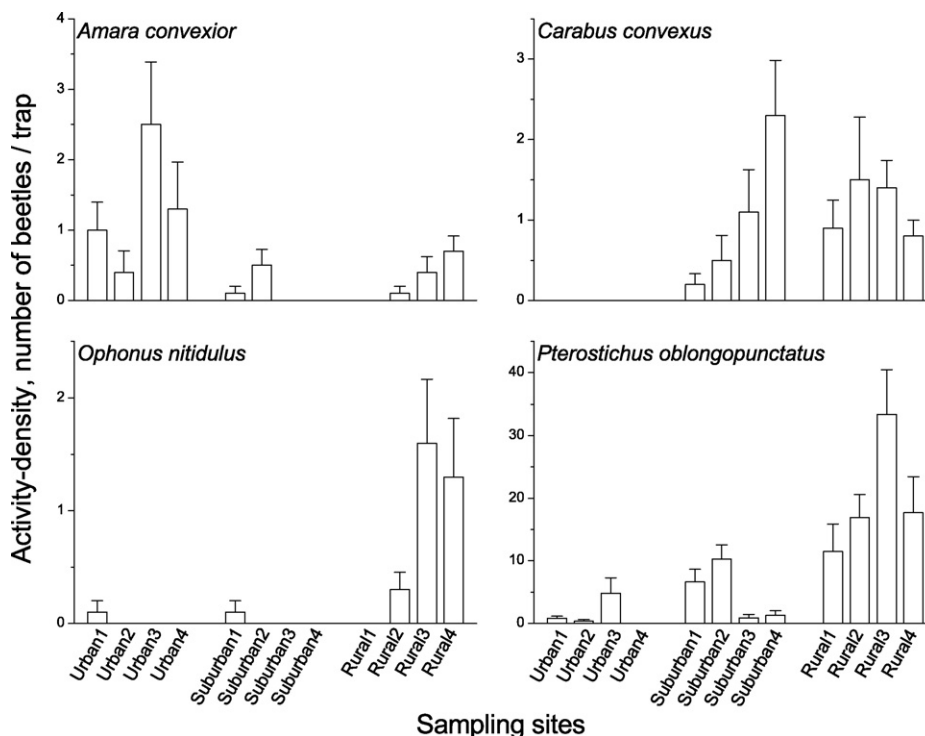 Activity-density, number of beetles / trap
Amara convexior
4
3
2
1
0
Carabus convexus
3
2
1
0
Ophonus nitidulus
2
1
0
Urban1
Urban2
Urban3
Urban4
Suburban1
Suburban2
Suburban3
Suburban4
Rural1
Rural2
Rural3
Rural4
Pterostichus oblongopunctatus
40
30
20
10
0
Urban1
Urban2
Urban3
Urban4
Suburban1
Suburban2
Suburban3
Suburban4
Rural1
Rural2
Rural3
Rural4
Sampling sites